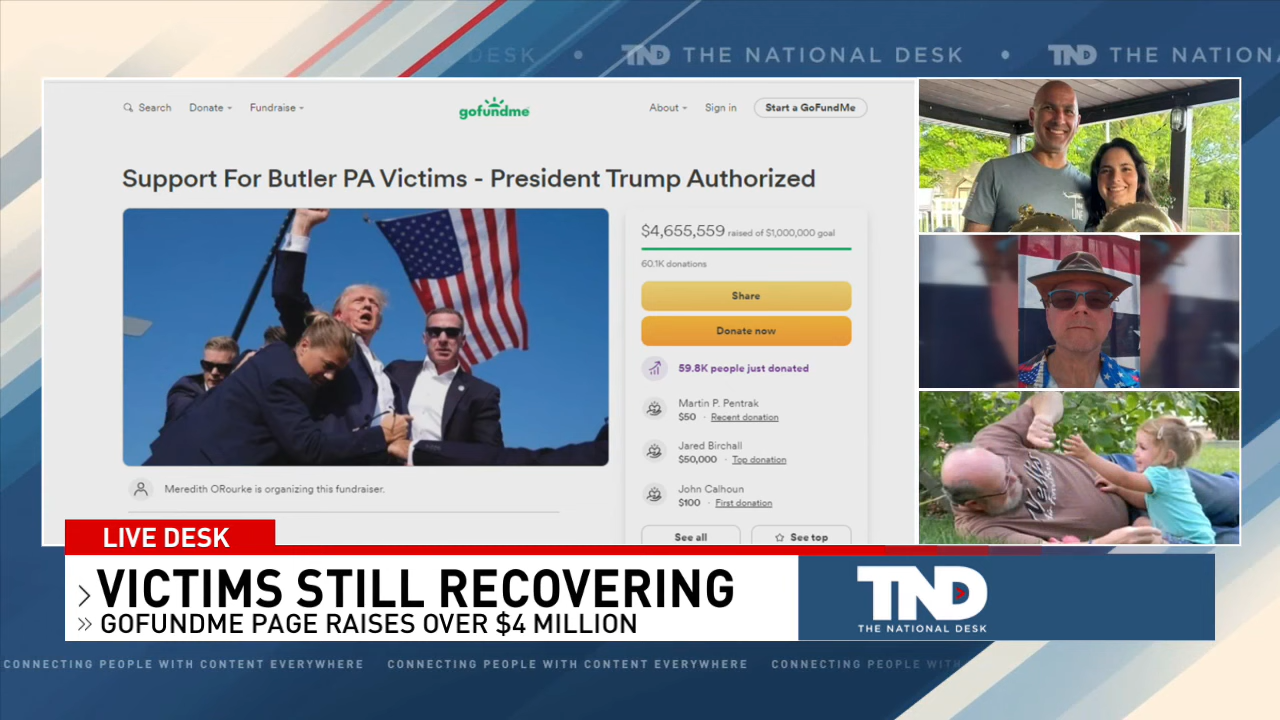 DESK • TND THE NATIONAL DESK • TND THE NATION
Search Donate Fundraise gofundme About Sign in Start a GoFundMe
Support For Butler PA Victims - President Trump Authorized
$4,655,559 raised of $1,000,000 goal
60.1K donations
Share
Donate now
59.8K people just donated
Martin P. Pentrak
$50 · Recent donation
Jared Birchall
$50,000 · Top donation
John Calhoun
$100 · First donation
Meredith ORourke is organizing this fundraiser.
See all See top
LIVE DESK
VICTIMS STILL RECOVERING
GOFUNDME PAGE RAISES OVER $4 MILLION
TND
THE NATIONAL DESK
CONNECTING PEOPLE WITH CONTENT EVERYWHERE CONNECTING PEOPLE WITH CONTENT EVERYWHERE CONNECTING PEOPLE WITH